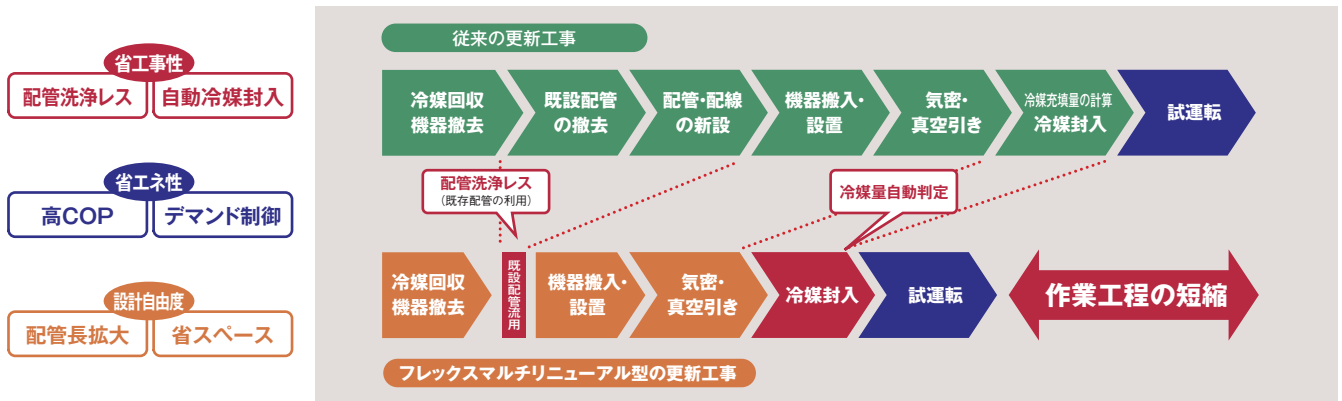 省工事性
配管洗浄レス
自動冷媒封入
省エネ性
高COP
デマンド制御
設計自由度
配管長拡大
省スペース
従来の更新工事
冷媒回収
機器撤去
既設配管
の撤去
配管・配線
の新設
機器搬入・
設置
気密・
真空引き
冷媒充填量の計算
冷媒封入
試運転
配管洗浄レス
(既存配管の利用)
冷媒量自動判定
冷媒回収
機器撤去
既設配管流用
機器搬入・
設置
気密・
真空引き
冷媒封入
試運転
作業工程の短縮
フレックスマルチリニューアル型の更新工事